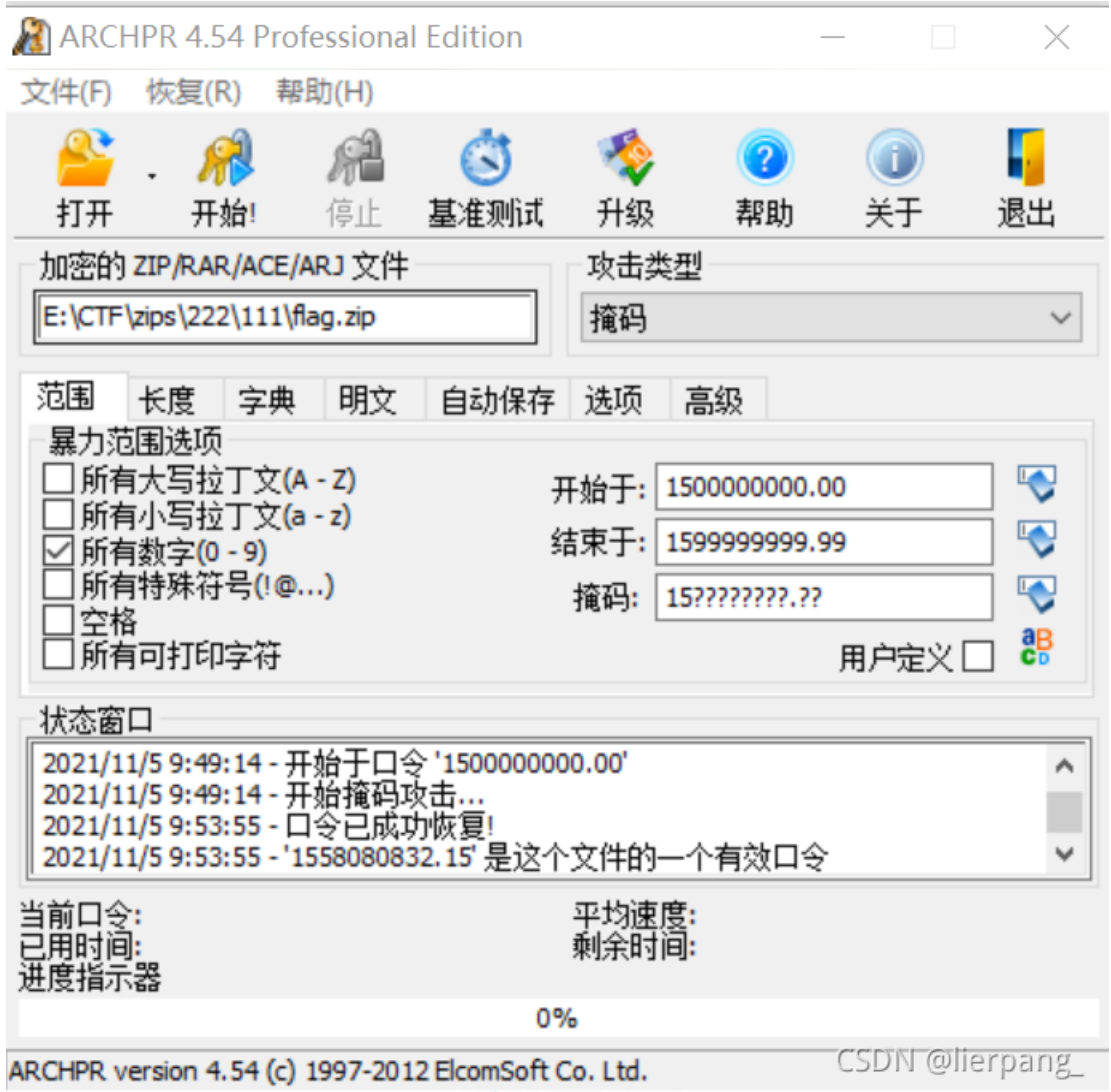 ARCHPR 4.54 Professional Edition
文件(F) 恢复(R) 帮助(H)
打开 开始! 停止 基准测试 升级 帮助 关于 退出
加密的 ZIP/RAR/ACE/ARJ 文件 攻击类型
E:\CTF\zips\222\111\flag.zip 掩码
范围 长度 字典 明文 自动保存 选项 高级
暴力范围选项
所有大写拉丁文(A - Z) 开始于: 1500000000.00
所有小写拉丁文(a - z)
所有数字(0 - 9) 结束于: 1599999999.99
所有特殊符号(!@...) 掩码: 15????????.??
空格
所有可打印字符 用户定义
状态窗口
2021/11/5 9:49:14 - 开始于口令 '1500000000.00'
2021/11/5 9:49:14 - 开始掩码攻击...
2021/11/5 9:53:55 - 口令已成功恢复!
2021/11/5 9:53:55 - '1558080832.15' 是这个文件的一个有效口令
当前口令: 平均速度:
已用时间: 剩余时间:
进度指示器
0%
ARCHPR version 4.54 (c) 1997-2012 ElcomSoft Co. Ltd.
CSDN @lierpang_